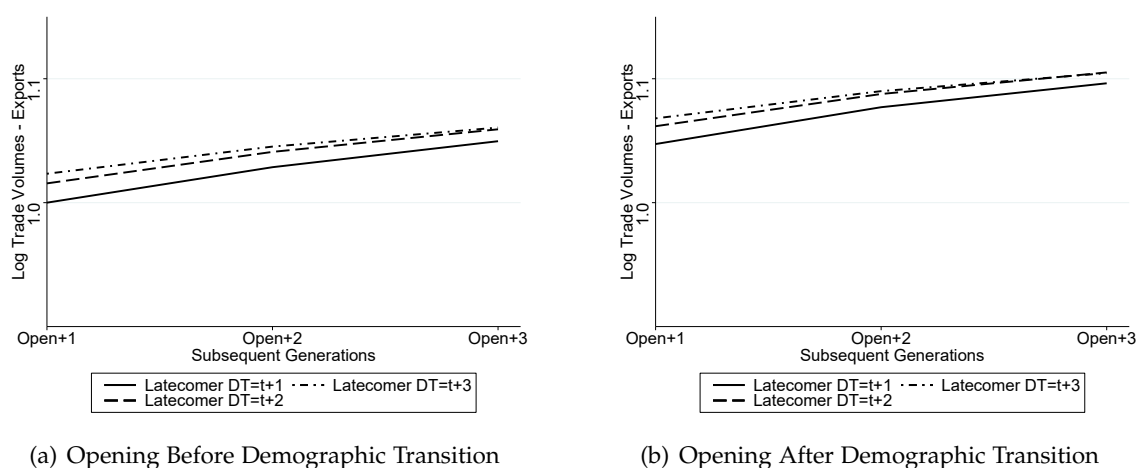 Log Trade Volumes - Exports
1.1
1.0
Open+1 Open+2 Open+3
Subsequent Generations
Latecomer DT=t+1 Latecomer DT=t+3
Latecomer DT=t+2
(a) Opening Before Demographic Transition
Log Trade Volumes - Exports
1.1
1.0
Open+1 Open+2 Open+3
Subsequent Generations
Latecomer DT=t+1 Latecomer DT=t+3
Latecomer DT=t+2
(b) Opening After Demographic Transition